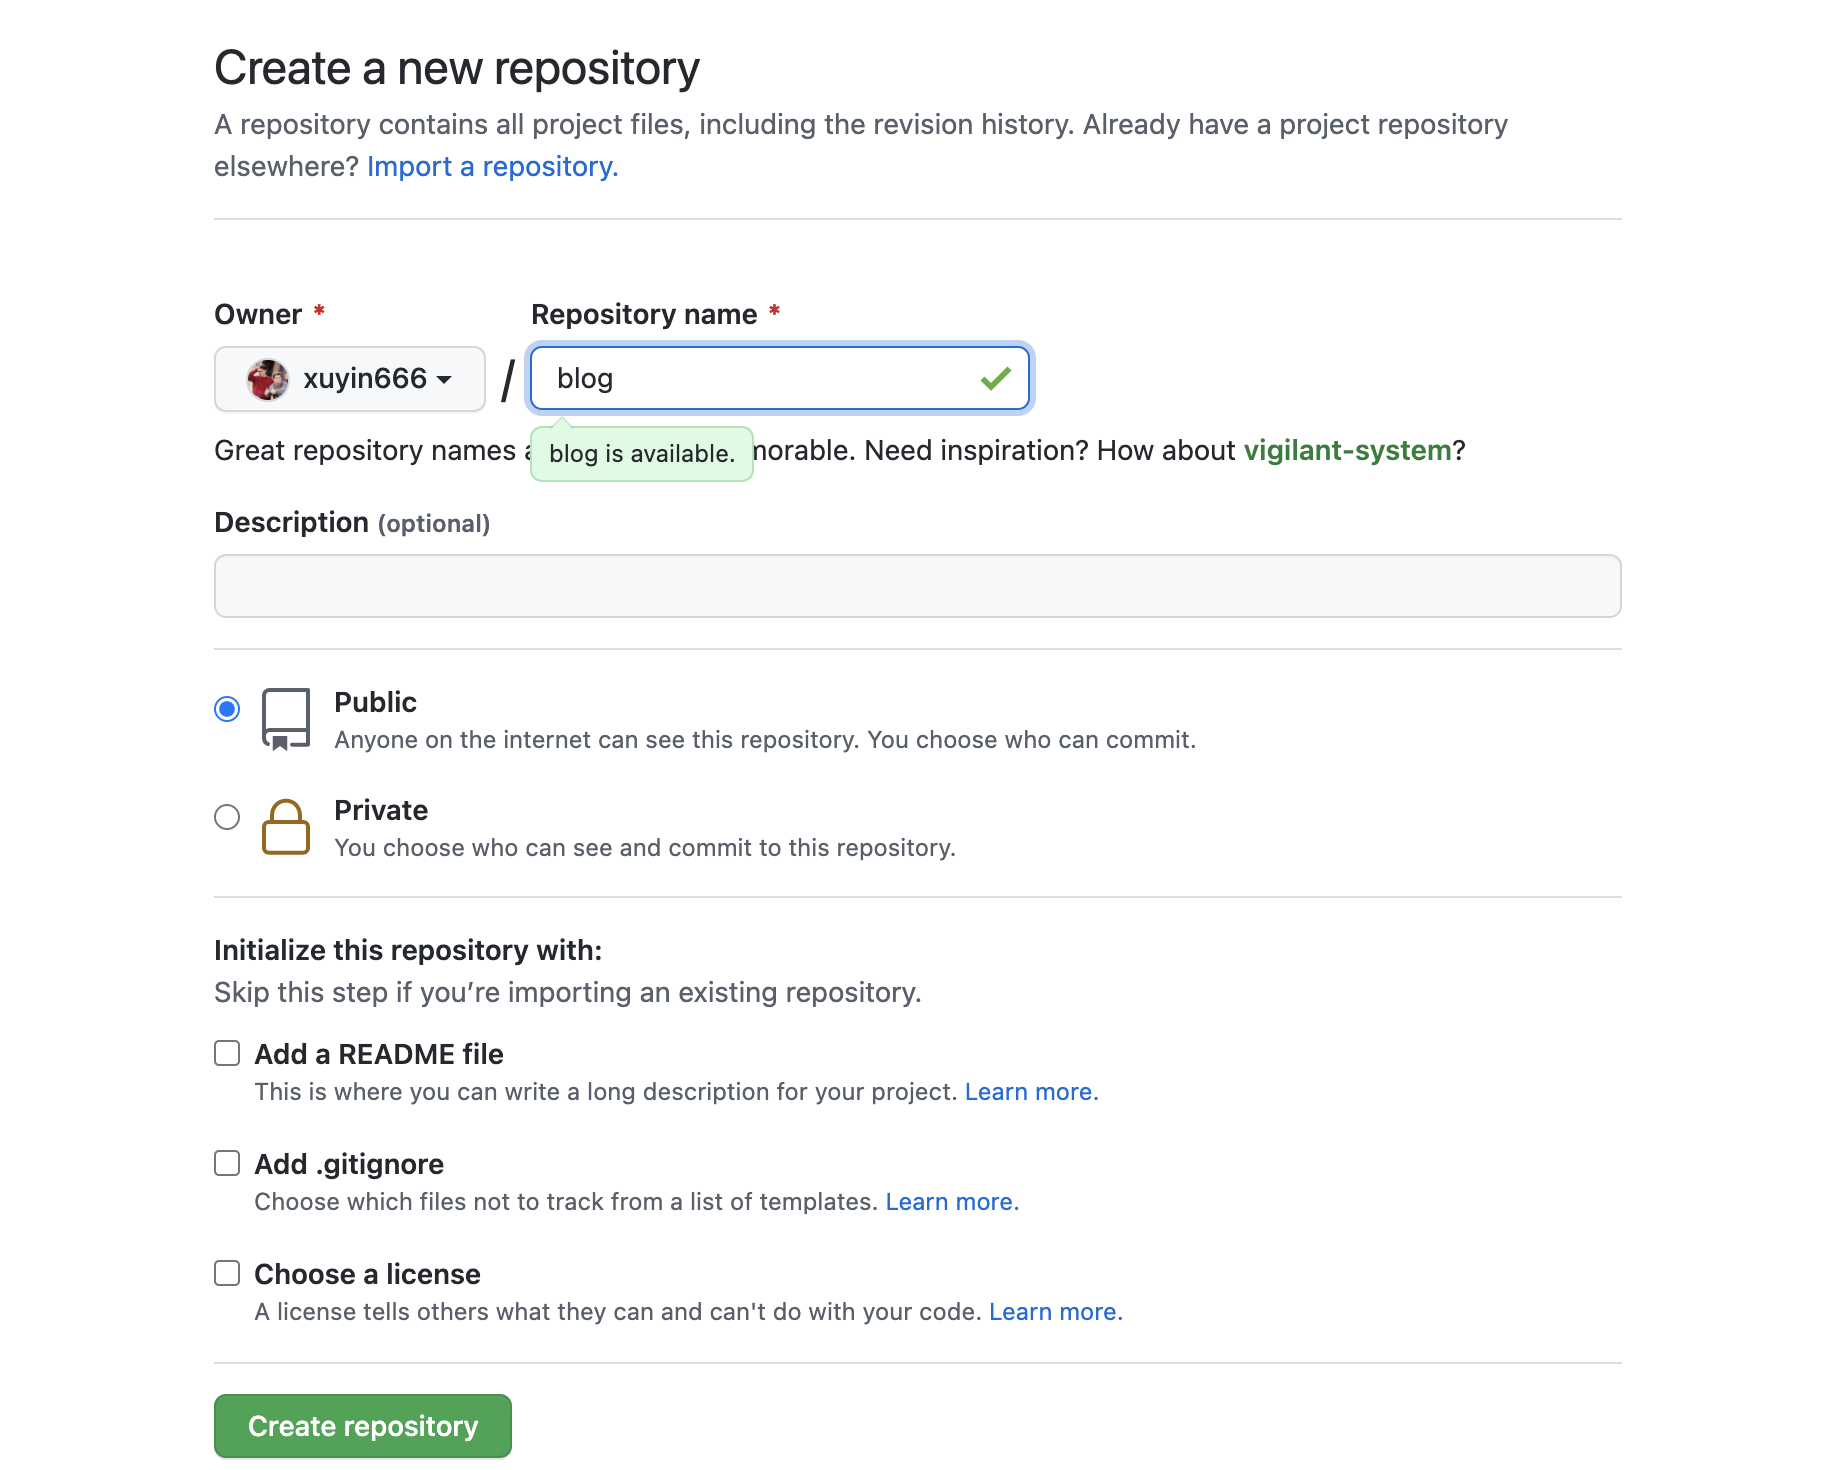 Create a new repository
A repository contains all project files, including the revision history. Already have a project repository
elsewhere? Import a repository.
Owner *
Repository name *
xuyin666 / blog
Great repository names morable. Need inspiration? How about vigilant-system?
blog is available.
Description (optional)
Public
Anyone on the internet can see this repository. You choose who can commit.
Private
You choose who can see and commit to this repository.
Initialize this repository with:
Skip this step if you’re importing an existing repository.
Add a README file
This is where you can write a long description for your project. Learn more.
Add .gitignore
Choose which files not to track from a list of templates. Learn more.
Choose a license
A license tells others what they can and can't do with your code. Learn more.
Create repository